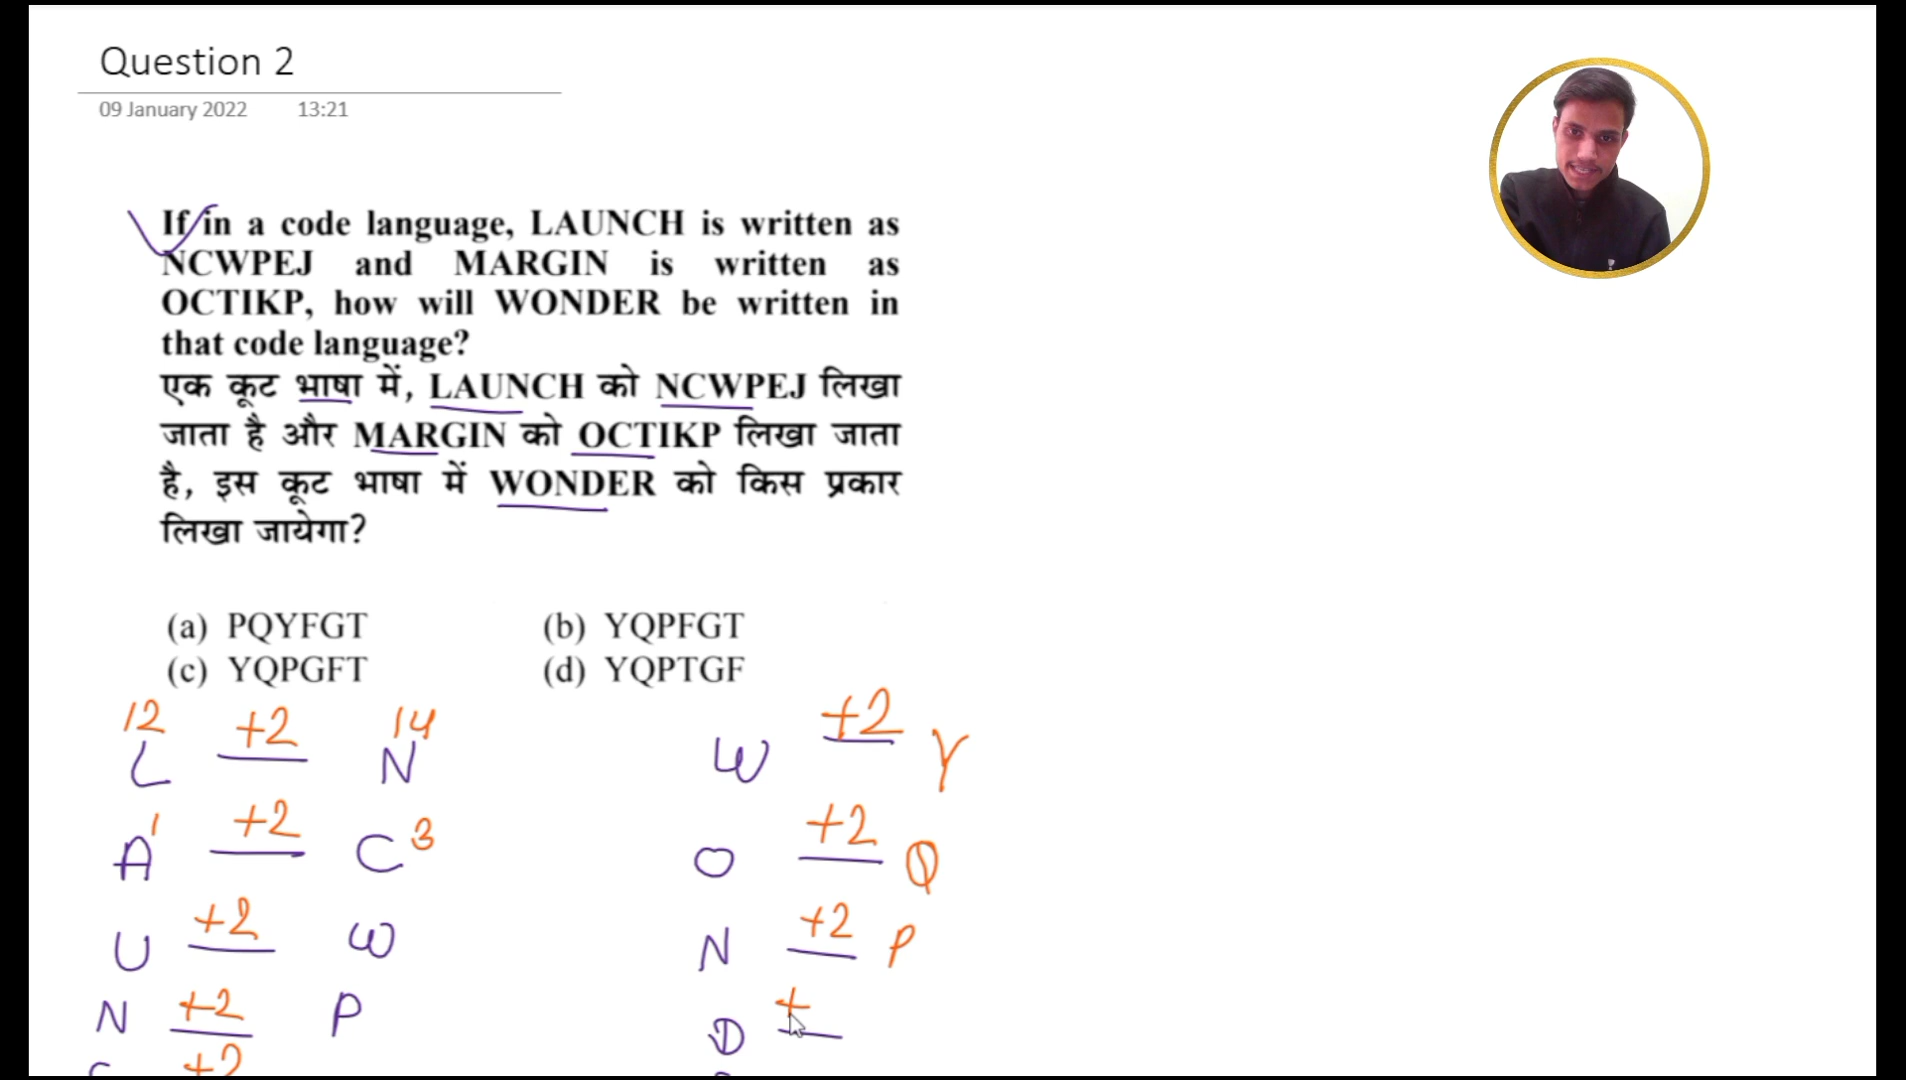 Question 2
09 January 2022 13:21
If in a code language, LAUNCH is written as
NCWPEJ and MARGIN is written as
OCTIKP, how will WONDER be written in
that code language?
एक कूट भाषा में, LAUNCH को NCWPEJ लिखा
जाता है और MARGIN को OCTIKP लिखा जाता
है, इस कूट भाषा में WONDER को किस प्रकार
लिखा जायेगा?
(a) PQYFGT (b) YQPFGT
(c) YQPGFT (d) YQPTGF
12 +2 14 +2
L N W Y
1 +2 3 +2
A C O Q
+2 +2
U W N P
+2 +
N P D
+2